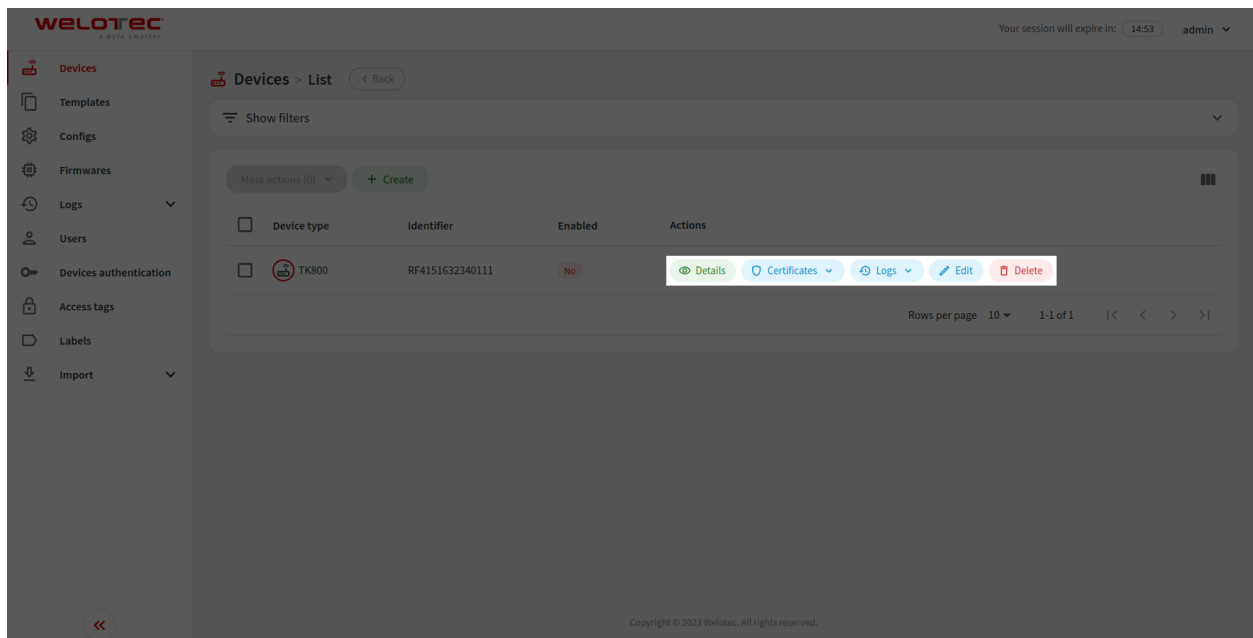 welotec
a byte smarter
Your session will expire in: 14:53 admin
Devices
Templates
Configs
Firmwares
Logs
Users
Devices authentication
Access tags
Labels
Import
Devices > List < Back
Show filters
Mass actions (0) + Create
Device type Identifier Enabled Actions
TK800 RF4151632340111 No Details Certificates Logs Edit Delete
Rows per page 10 1-1 of 1
Copyright © 2023 Welotec. All rights reserved.